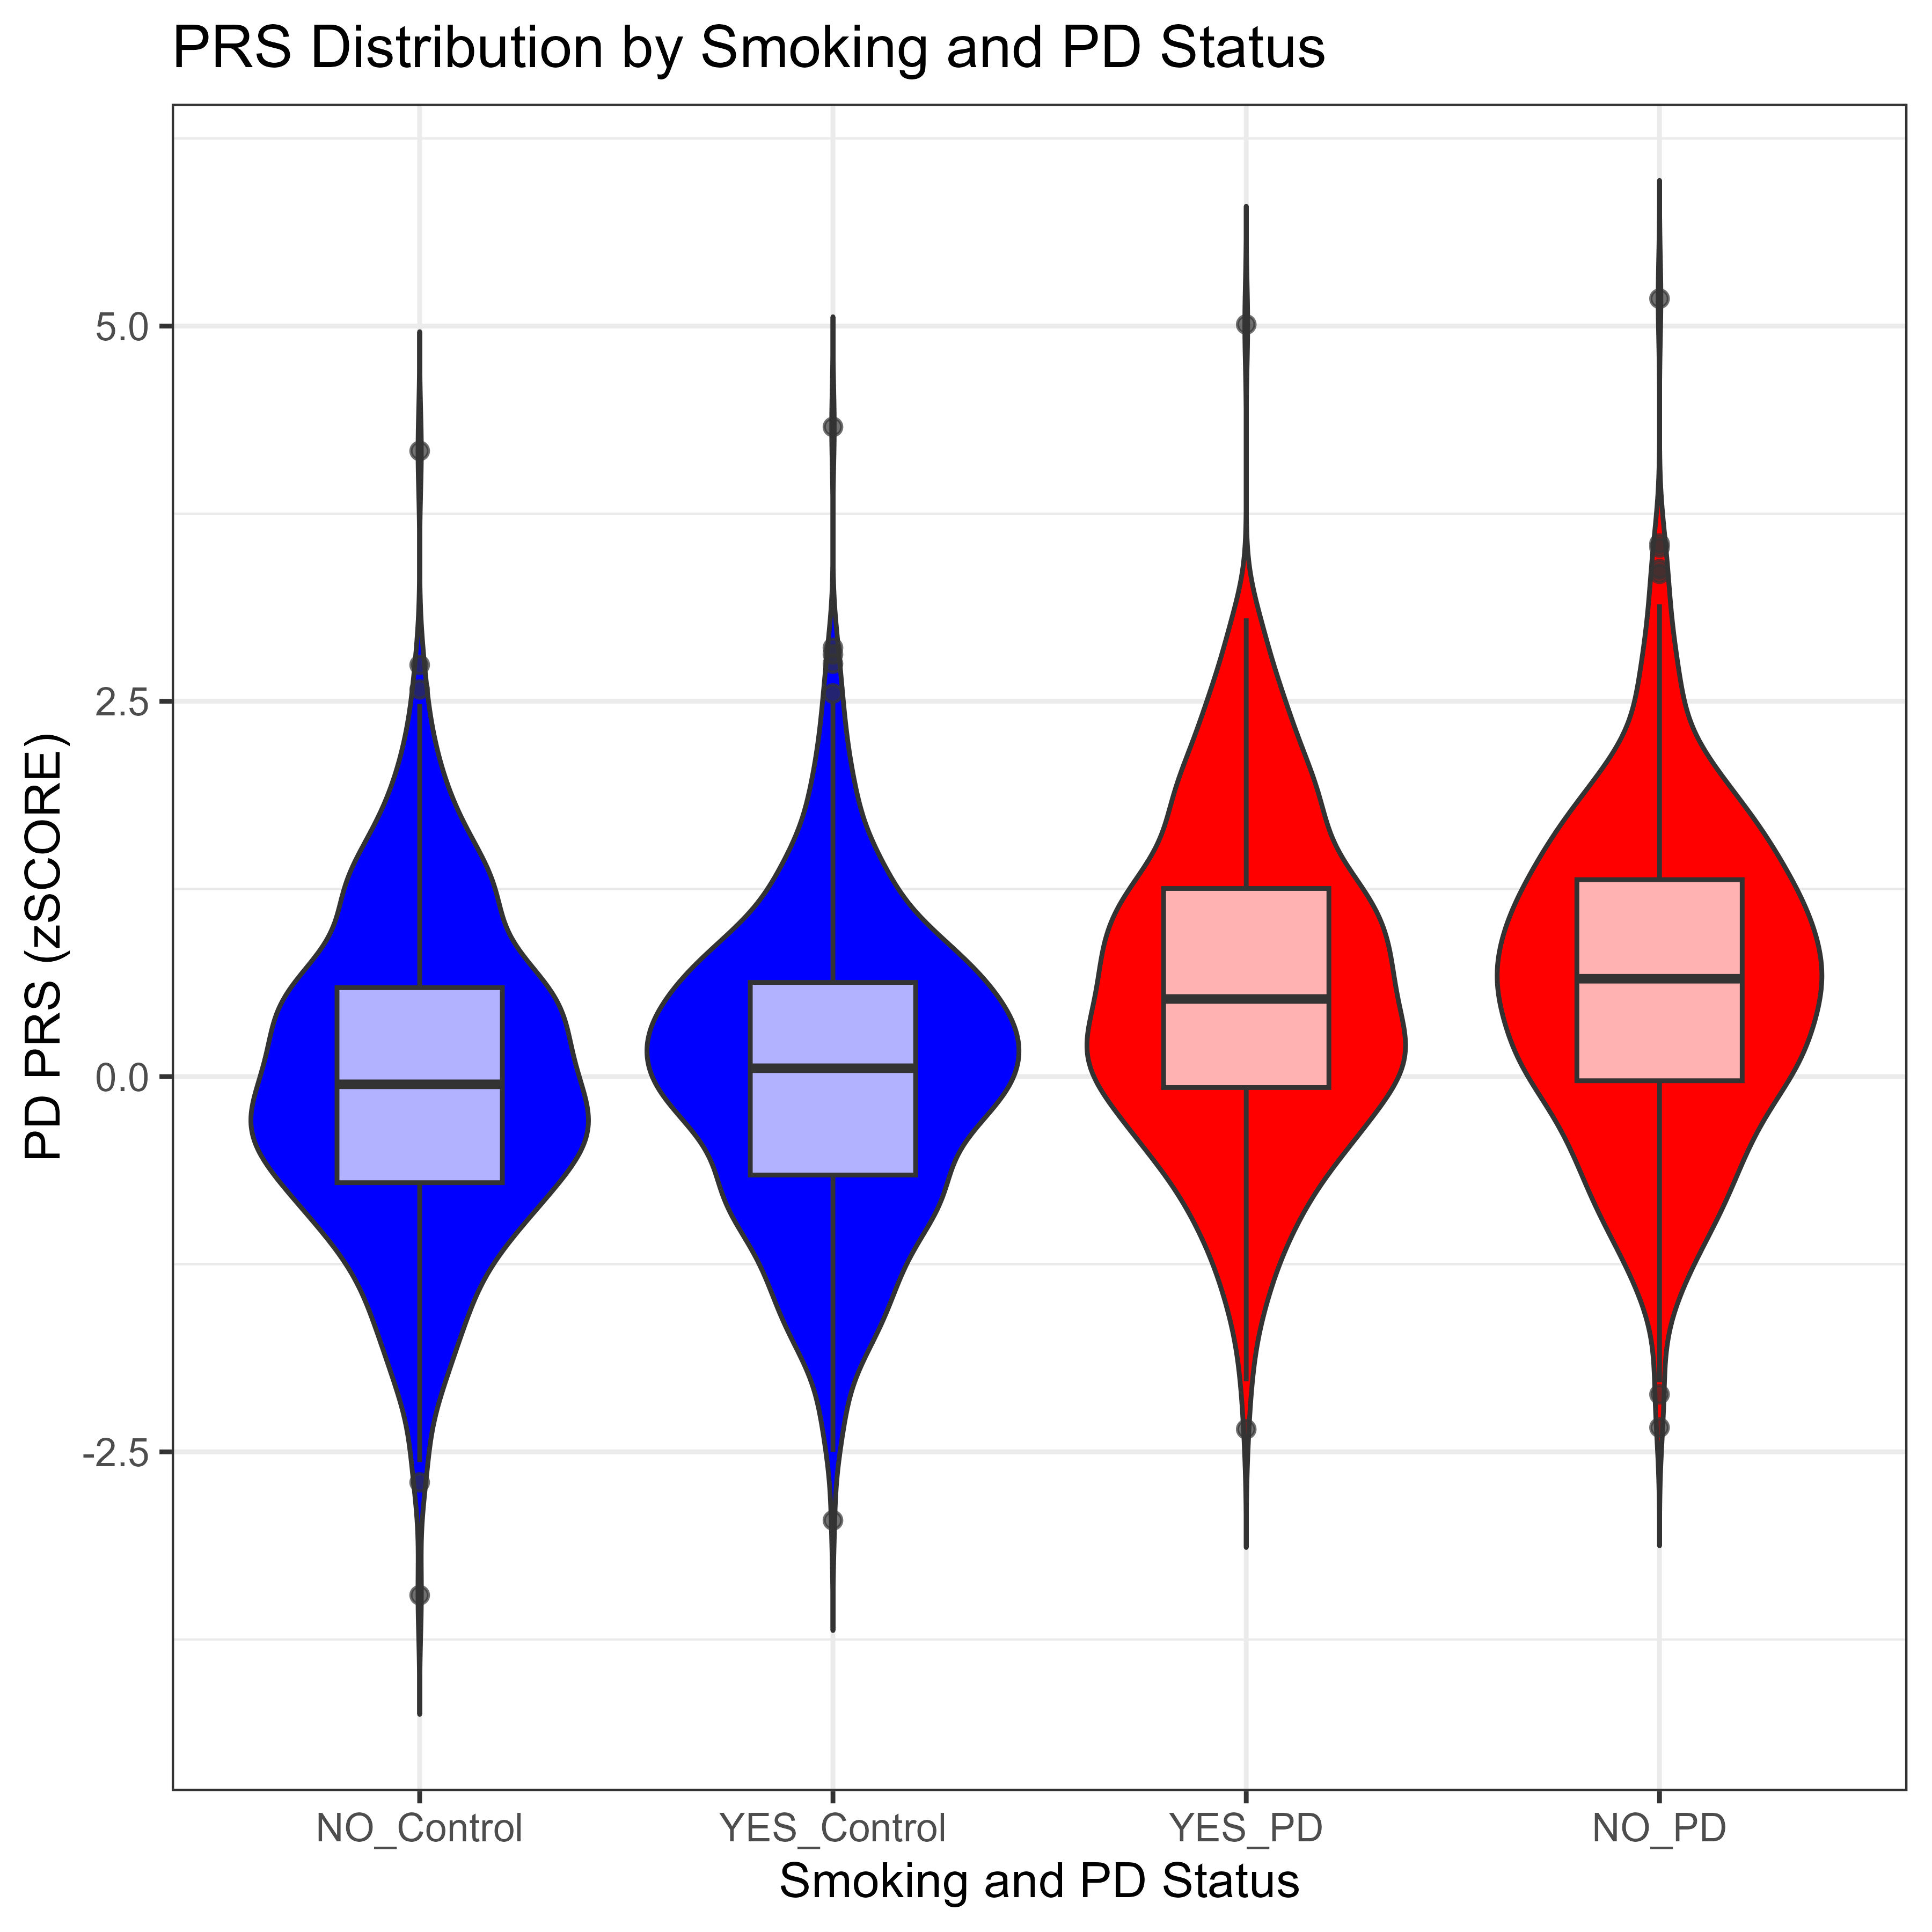 PRS Distribution by Smoking and PD Status
PD PRS (zSCORE)
5.0
2.5
0.0
-2.5
NO_Control
YES_Control
YES_PD
NO_PD
Smoking and PD Status